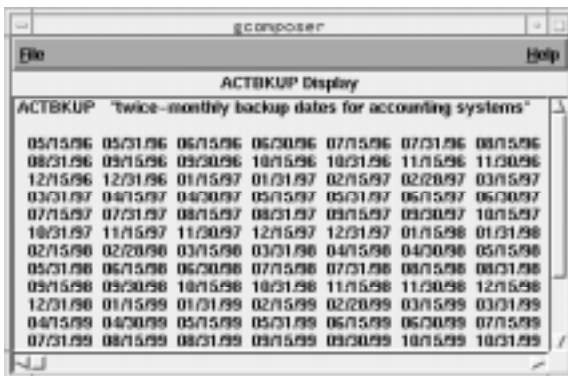 gcomposer
File Help
ACTBKUP Display
ACTBKUP "twice-monthly backup dates for accounting systems"
05/15/96 05/31/96 06/15/96 06/30/96 07/15/96 07/31/96 08/15/96
08/31/96 09/15/96 09/30/96 10/15/96 10/31/96 11/15/96 11/30/96
12/15/96 12/31/96 01/15/97 01/31/97 02/15/97 02/28/97 03/15/97
03/31/97 04/15/97 04/30/97 05/15/97 05/31/97 06/15/97 06/30/97
07/15/97 07/31/97 08/15/97 08/31/97 09/15/97 09/30/97 10/15/97
10/31/97 11/15/97 11/30/97 12/15/97 12/31/97 01/15/98 01/31/98
02/15/98 02/28/98 03/15/98 03/31/98 04/15/98 04/30/98 05/15/98
05/31/98 06/15/98 06/30/98 07/15/98 07/31/98 08/15/98 08/31/98
09/15/98 09/30/98 10/15/98 10/31/98 11/15/98 11/30/98 12/15/98
12/31/98 01/15/99 01/31/99 02/15/99 02/28/99 03/15/99 03/31/99
04/15/99 04/30/99 05/15/99 05/31/99 06/15/99 06/30/99 07/15/99
07/31/99 08/15/99 08/31/99 09/15/99 09/30/99 10/15/99 10/31/99